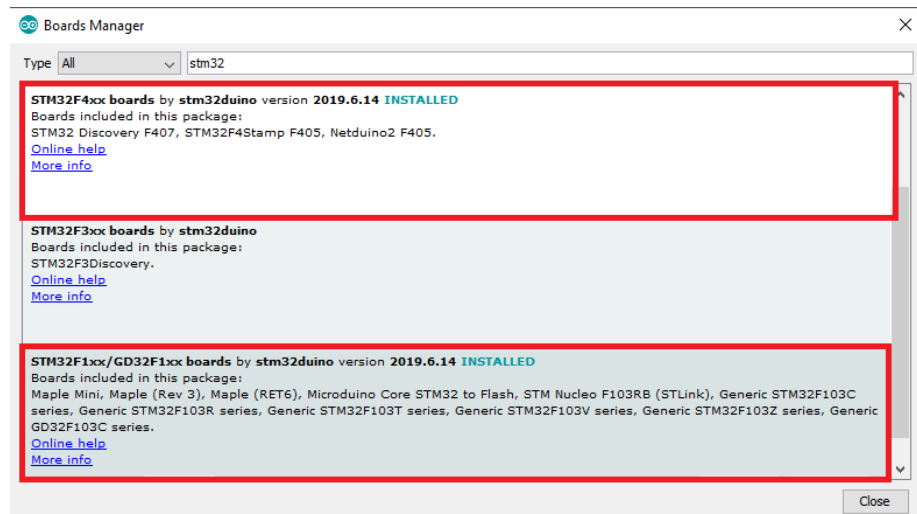 Boards Manager
Type All stm32
STM32F4xx boards by stm32duino version 2019.6.14 INSTALLED
Boards included in this package:
STM32 Discovery F407, STM32F4Stamp F405, Netduino2 F405.
Online help
More info
STM32F3xx boards by stm32duino
Boards included in this package:
STM32F3Discovery.
Online help
More info
STM32F1xx/GD32F1xx boards by stm32duino version 2019.6.14 INSTALLED
Boards included in this package:
Maple Mini, Maple (Rev 3), Maple (RET6), Microduino Core STM32 to Flash, STM Nucleo F103RB (STLink), Generic STM32F103C
series, Generic STM32F103R series, Generic STM32F103T series, Generic STM32F103V series, Generic STM32F103Z series, Generic
GD32F103C series.
Online help
More info
Close